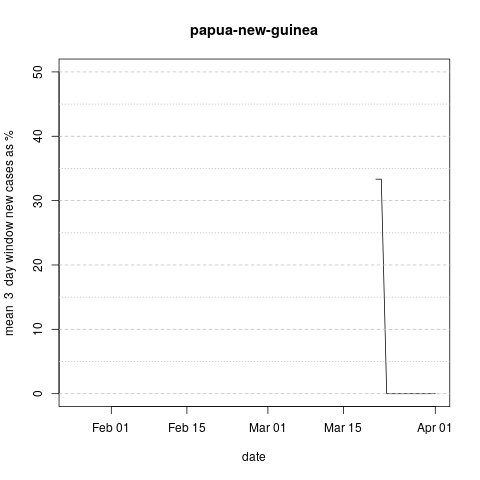 papua-new-guinea
mean 3 day window new cases as %
50
40
30
20
10
0
Feb 01 Feb 15 Mar 01 Mar 15 Apr 01
date